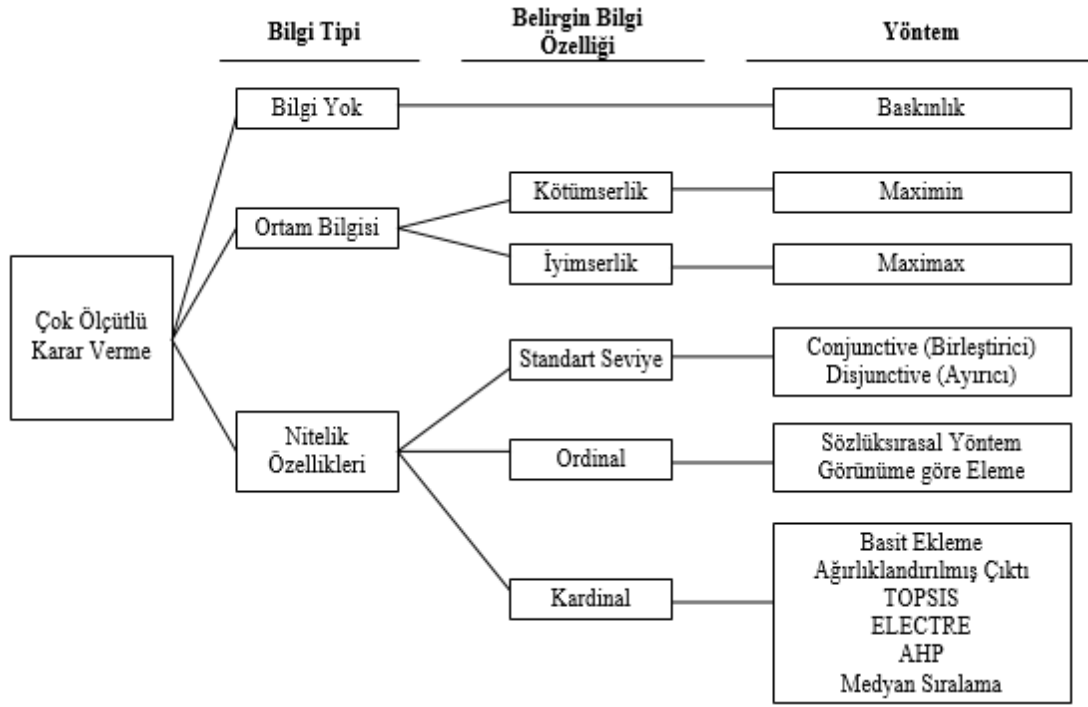 Bilgi Tipi
Belirgin Bilgi
Özelliği
Yöntem
Bilgi Yok
Baskınlık
Kötümserlik
Maximin
Ortam Bilgisi
İyimserlik
Maximax
Çok Ölçütlü
Karar Verme
Standart Seviye
Conjunctive (Birleştirici)
Disjunctive (Ayırıcı)
Nitelik
Özellikleri
Ordinal
Sözlüksırasal Yöntem
Görünüme göre Eleme
Kardinal
Basit Ekleme
Ağırlıklandırılmış Çıktı
TOPSIS
ELECTRE
AHP
Medyan Sıralama